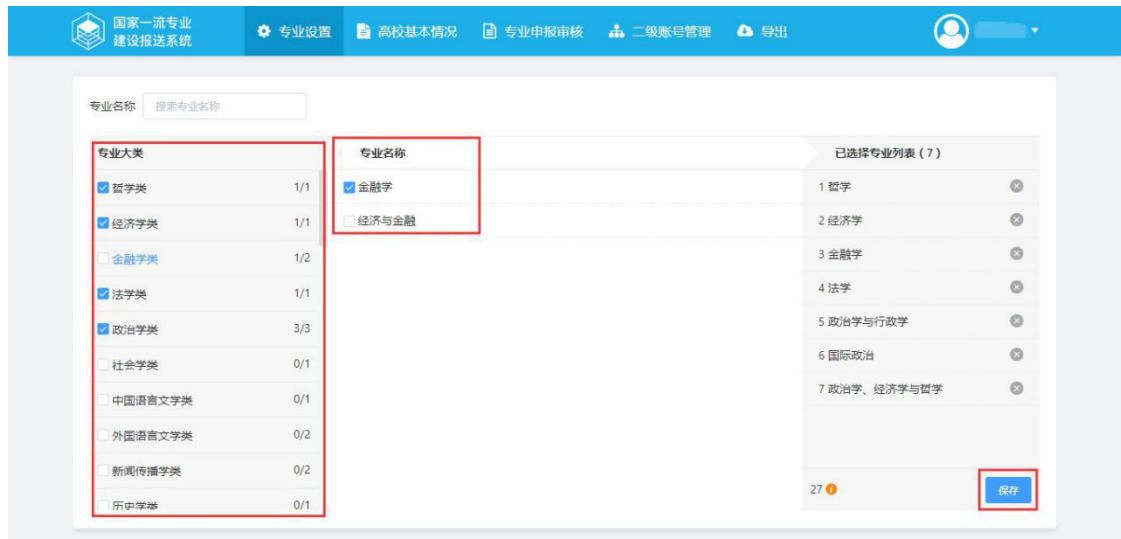 国家一流专业
建设报送系统
专业设置
高校基本情况
专业申报审核
二级账号管理
导出
专业名称
搜索专业名称
专业大类
专业名称
已选择专业列表（7）
哲学类 1/1
金融学
1 哲学
经济学类 1/1
经济与金融
2 经济学
金融学类 1/2
3 金融学
法学类 1/1
4 法学
政治学类 3/3
5 政治学与行政学
社会学类 0/1
6 国际政治
中国语言文学类 0/1
7 政治学、经济学与哲学
外国语言文学类 0/2
新闻传播学类 0/2
历史学类 0/1
27
保存